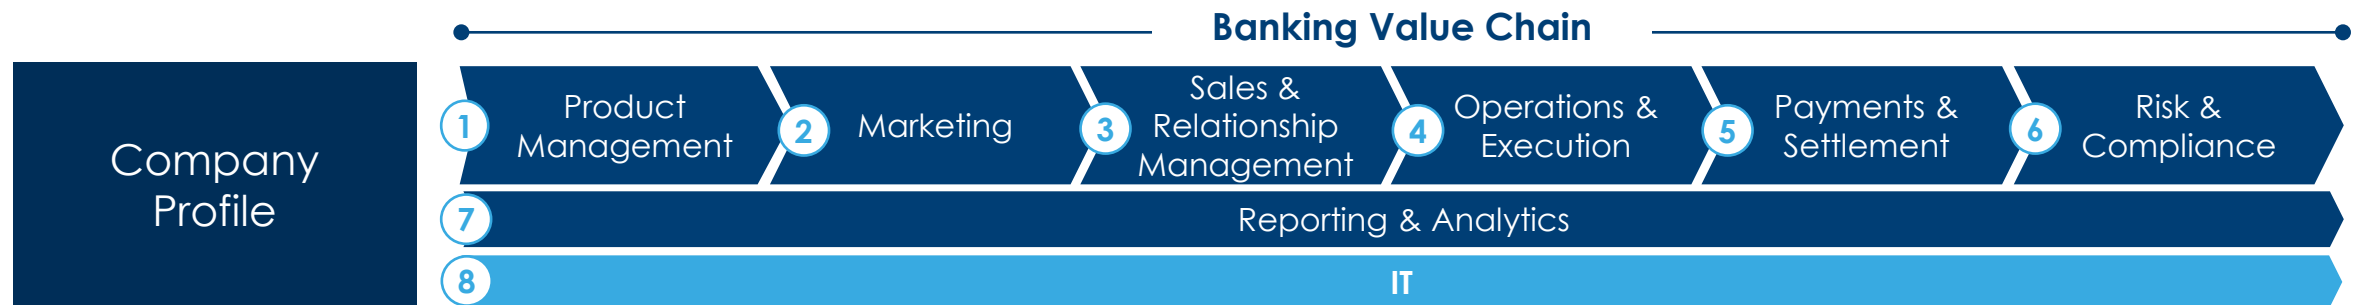 Banking Value Chain
Company
Profile
1
Product
Management
2
Marketing
3
Sales &
Relationship
Management
4
Operations &
Execution
5
Payments &
Settlement
6
Risk &
Compliance
7
Reporting & Analytics
8
IT